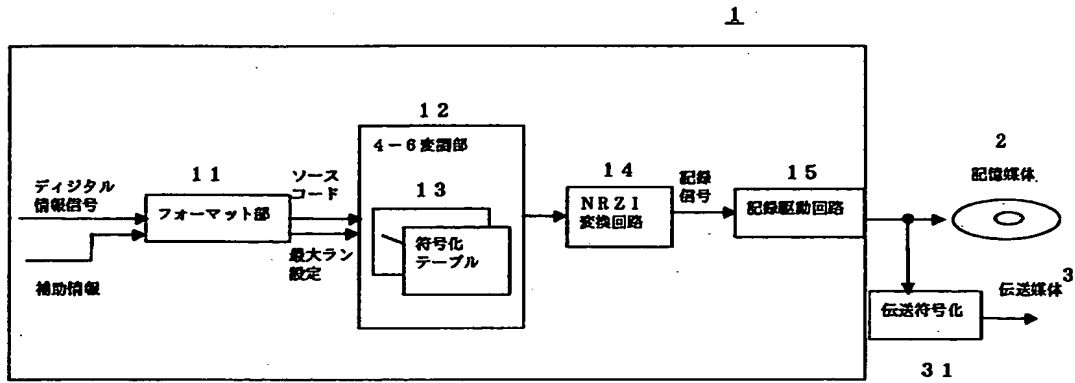 1
12
4-6変調部
11
ソース
コード
13
14
記録
信号
15
2
記憶媒体
ディジタル
情報信号
フォーマット部
符号化
テーブル
NRZI
変換回路
記録駆動回路
最大ラン
設定
補助情報
伝送符号化
伝送媒体
3
31